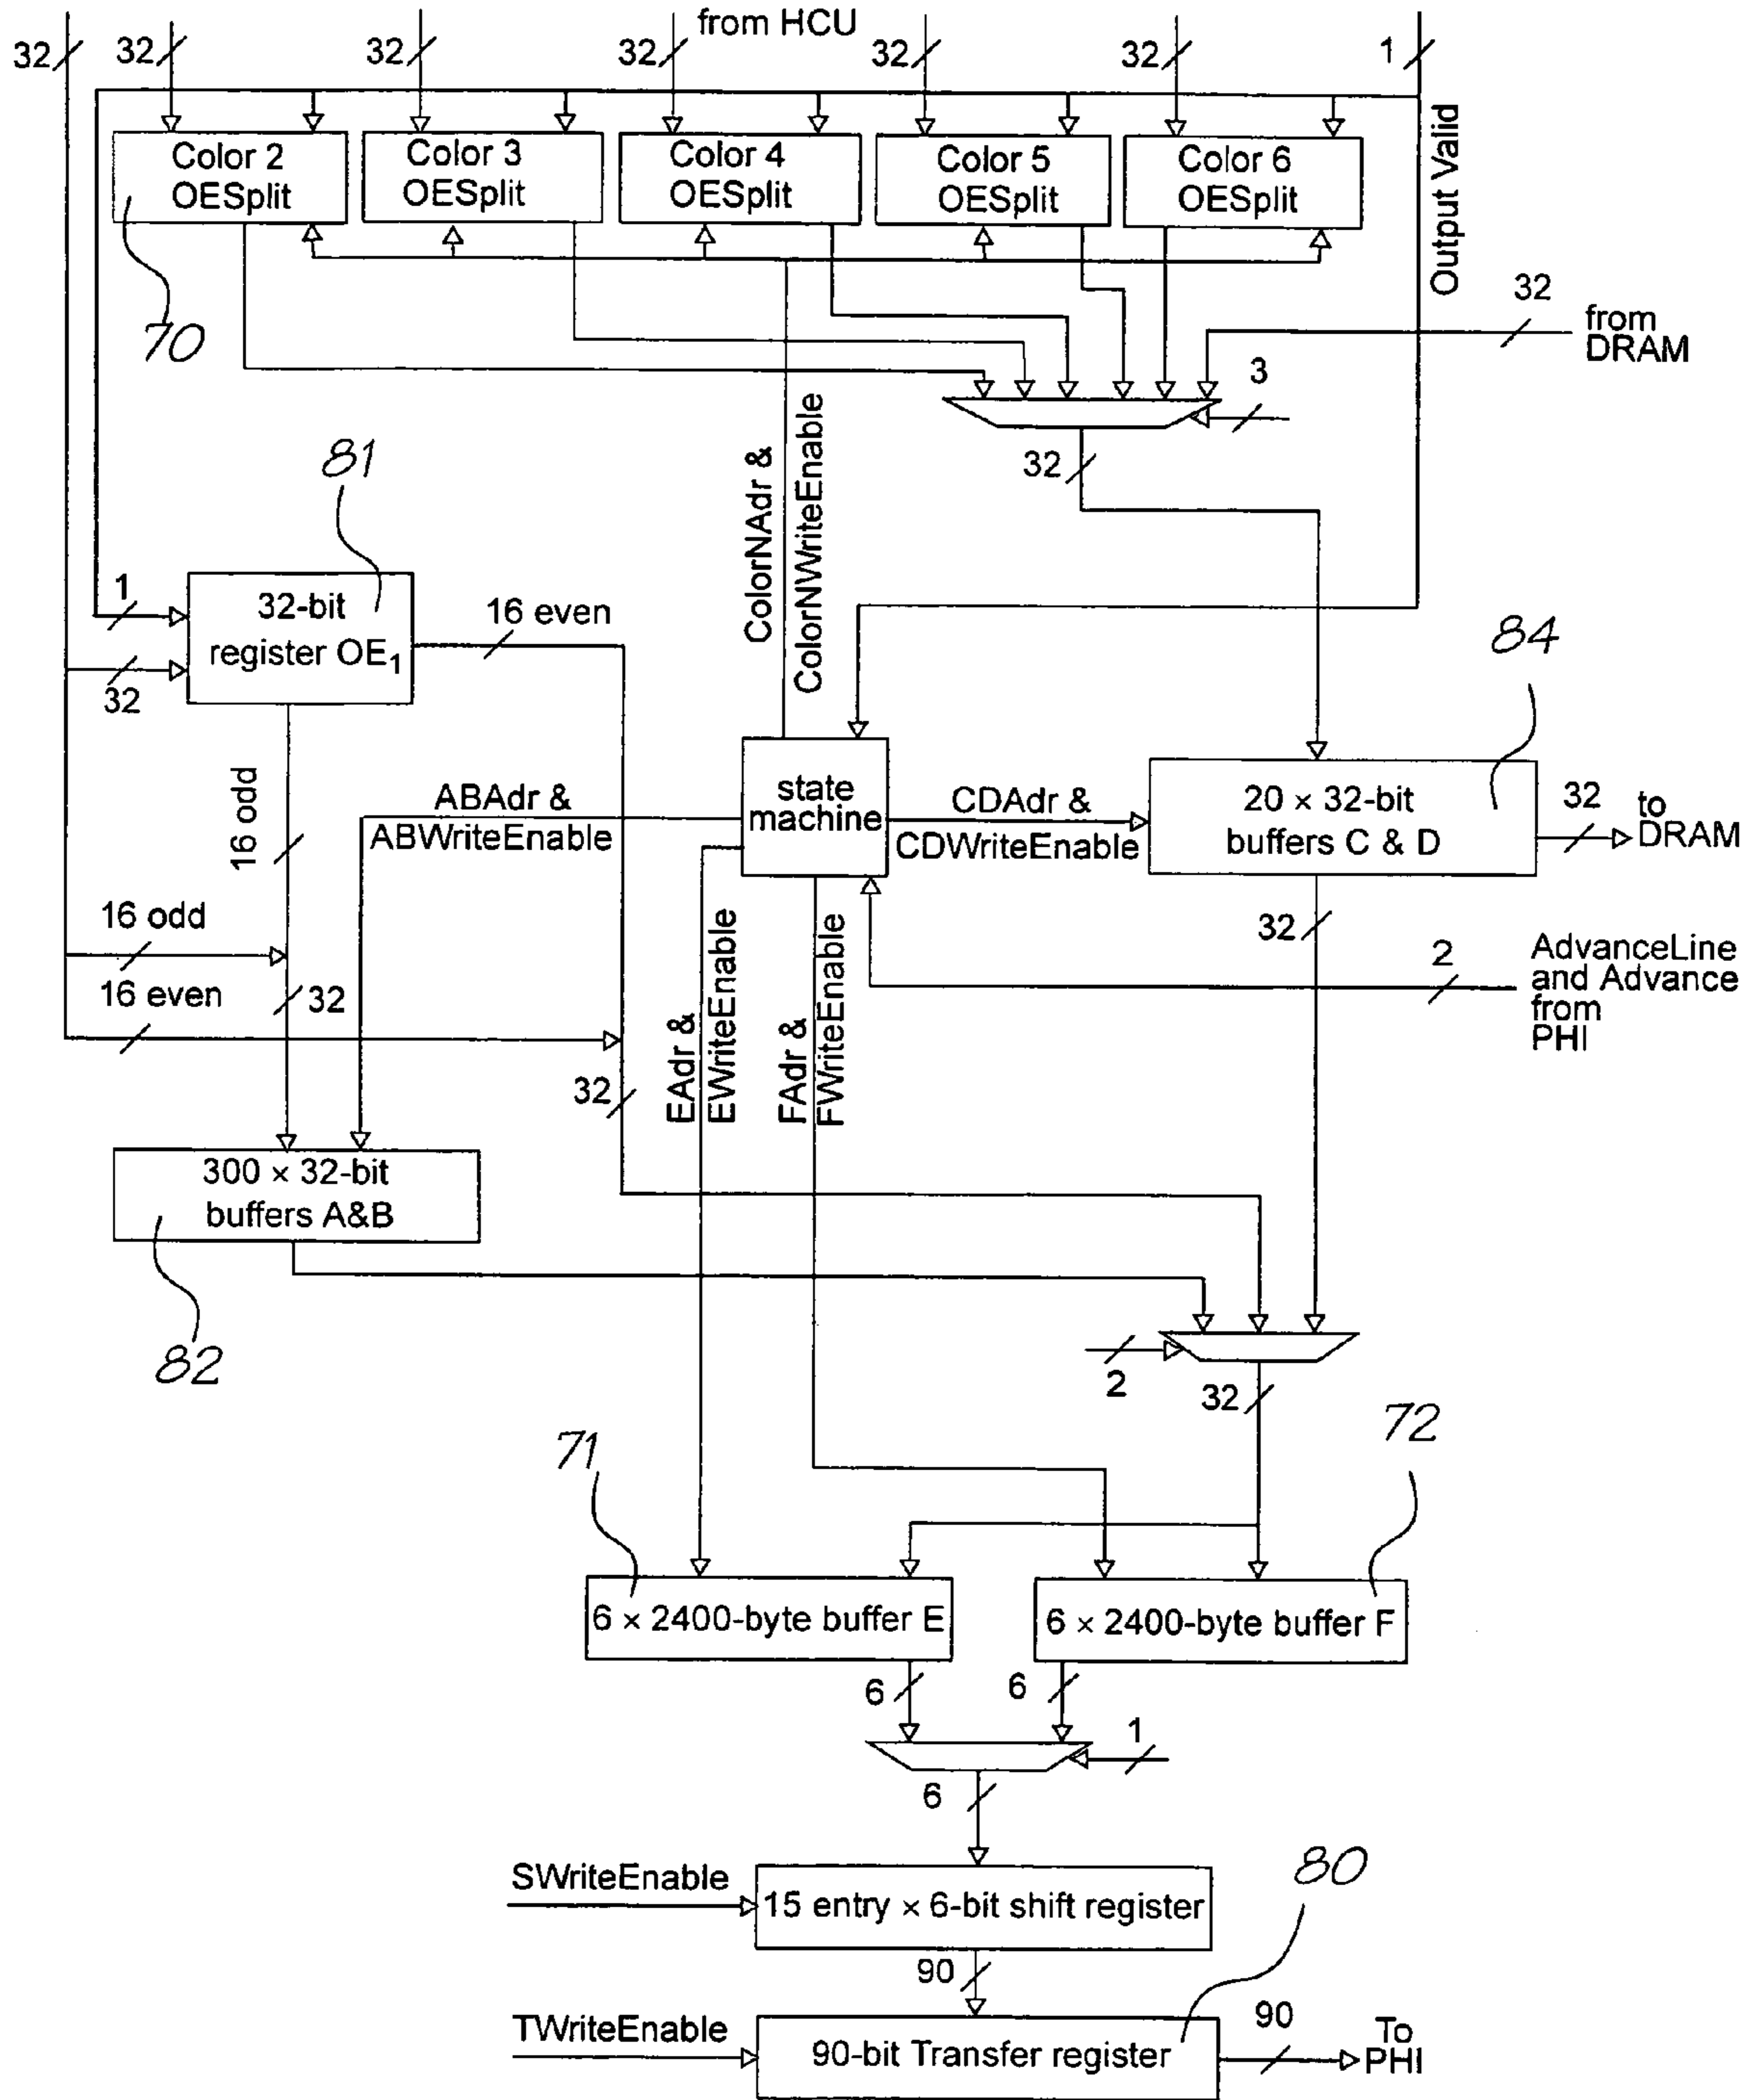 from HCU
32
32
32
32
32
32
1
Color 2
OESplit
Color 3
OESplit
Color 4
OESplit
Color 5
OESplit
Color 6
OESplit
Output Valid
70
32
from
DRAM
3
32
ColorNAdr &
ColorNWriteEnable
81
1
32-bit
register OE1
16 even
32
84
16 odd
ABAdr &
ABWriteEnable
state
machine
CDAdr &
CDWriteEnable
20 × 32-bit
buffers C & D
32
to
DRAM
16 odd
16 even
32
32
EAdr &
EWriteEnable
FAdr &
FWriteEnable
32
2
AdvanceLine
and Advance
from
PHI
300 × 32-bit
buffers A&B
82
2
32
71
72
6 × 2400-byte buffer E
6 × 2400-byte buffer F
6
6
1
6
SWriteEnable
15 entry × 6-bit shift register
80
90
TWriteEnable
90-bit Transfer register
90
To
PHI